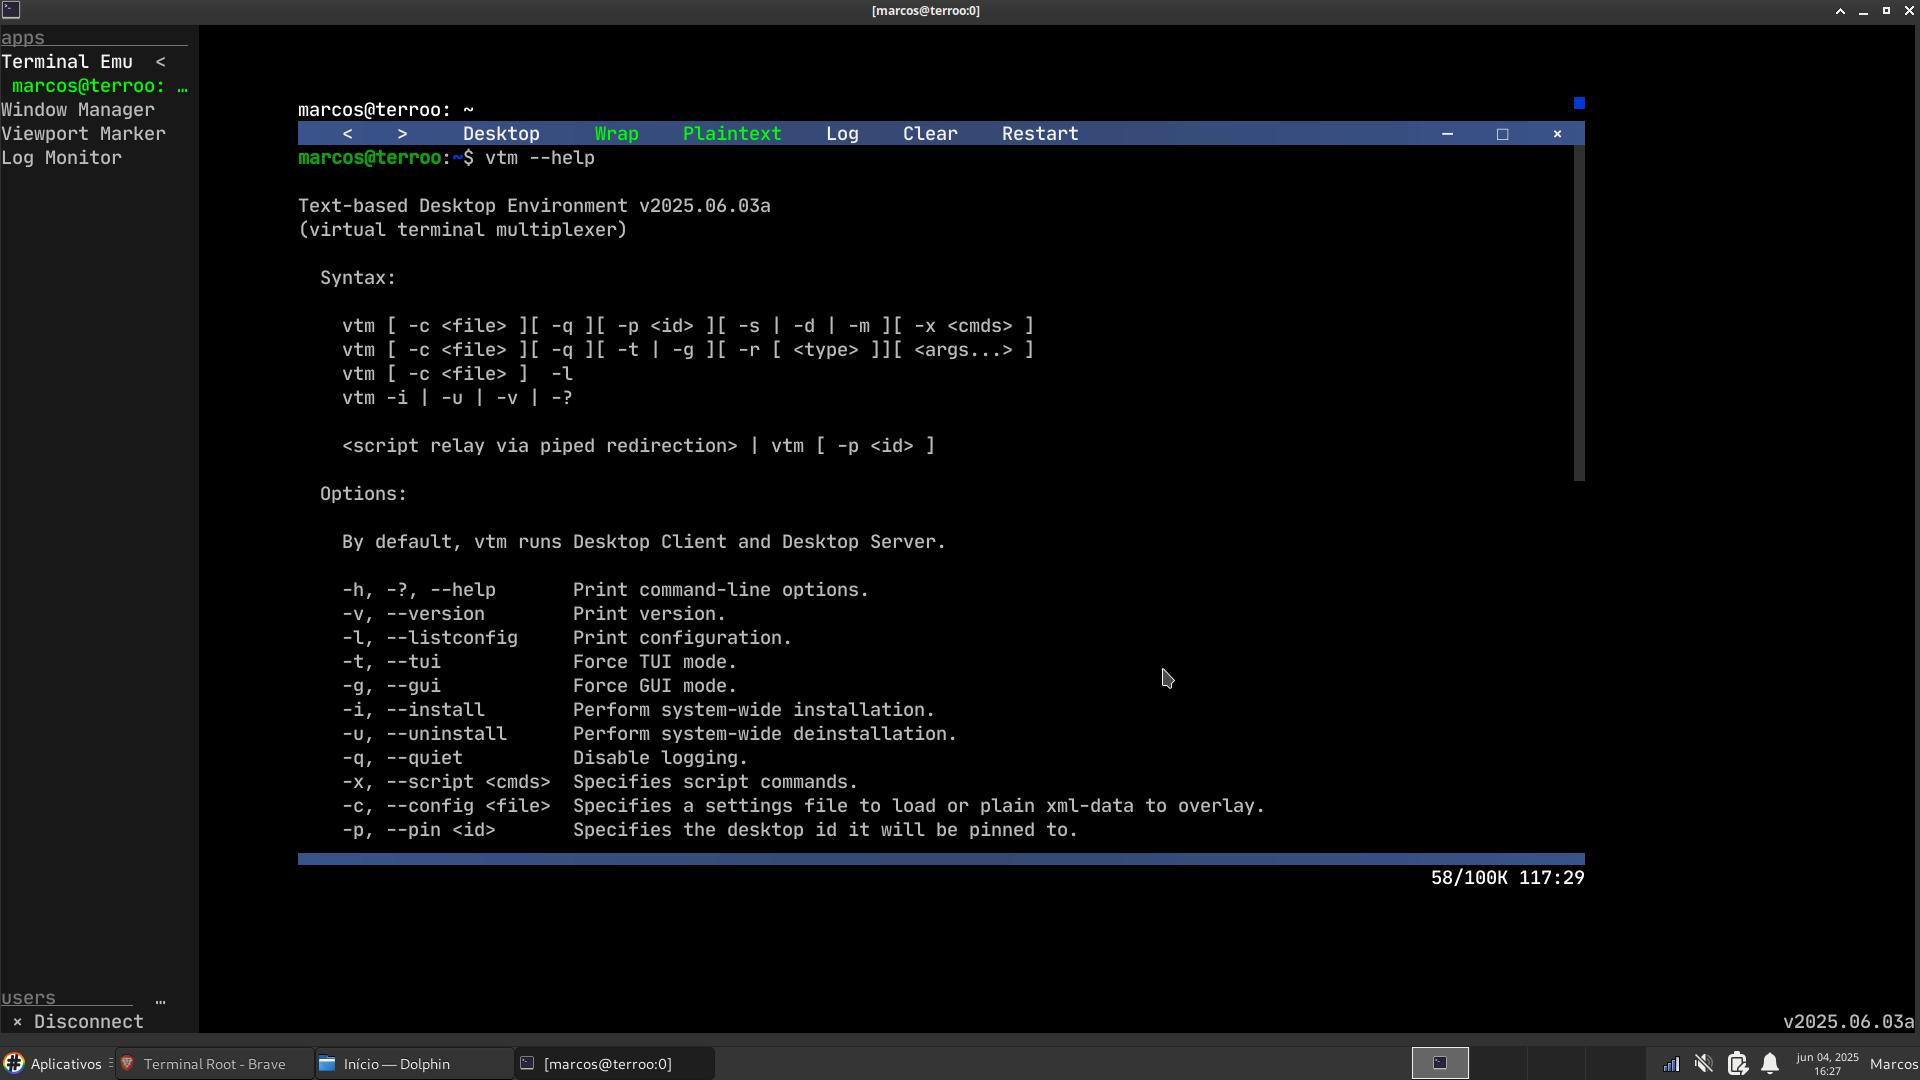 [marcos@terroo:0]
apps
Terminal Emu <
marcos@terroo: …
Window Manager
Viewport Marker
Log Monitor
marcos@terroo: ~
< > Desktop Wrap Plaintext Log Clear Restart − □ ×
marcos@terroo:~$ vtm --help
Text-based Desktop Environment v2025.06.03a
(virtual terminal multiplexer)
Syntax:
vtm [ -c <file> ][ -q ][ -p <id> ][ -s | -d | -m ][ -x <cmds> ]
vtm [ -c <file> ][ -q ][ -t | -g ][ -r [ <type> ]][ <args...> ]
vtm [ -c <file> ]  -l
vtm -i | -u | -v | -?
<script relay via piped redirection> | vtm [ -p <id> ]
Options:
By default, vtm runs Desktop Client and Desktop Server.
-h, -?, --help       Print command-line options.
-v, --version        Print version.
-l, --listconfig     Print configuration.
-t, --tui            Force TUI mode.
-g, --gui            Force GUI mode.
-i, --install        Perform system-wide installation.
-u, --uninstall      Perform system-wide deinstallation.
-q, --quiet          Disable logging.
-x, --script <cmds>  Specifies script commands.
-c, --config <file>  Specifies a settings file to load or plain xml-data to overlay.
-p, --pin <id>       Specifies the desktop id it will be pinned to.
58/100K 117:29
users …
× Disconnect
v2025.06.03a
Aplicativos
Terminal Root - Brave
Início — Dolphin
[marcos@terroo:0]
jun 04, 2025
16:27
Marcos